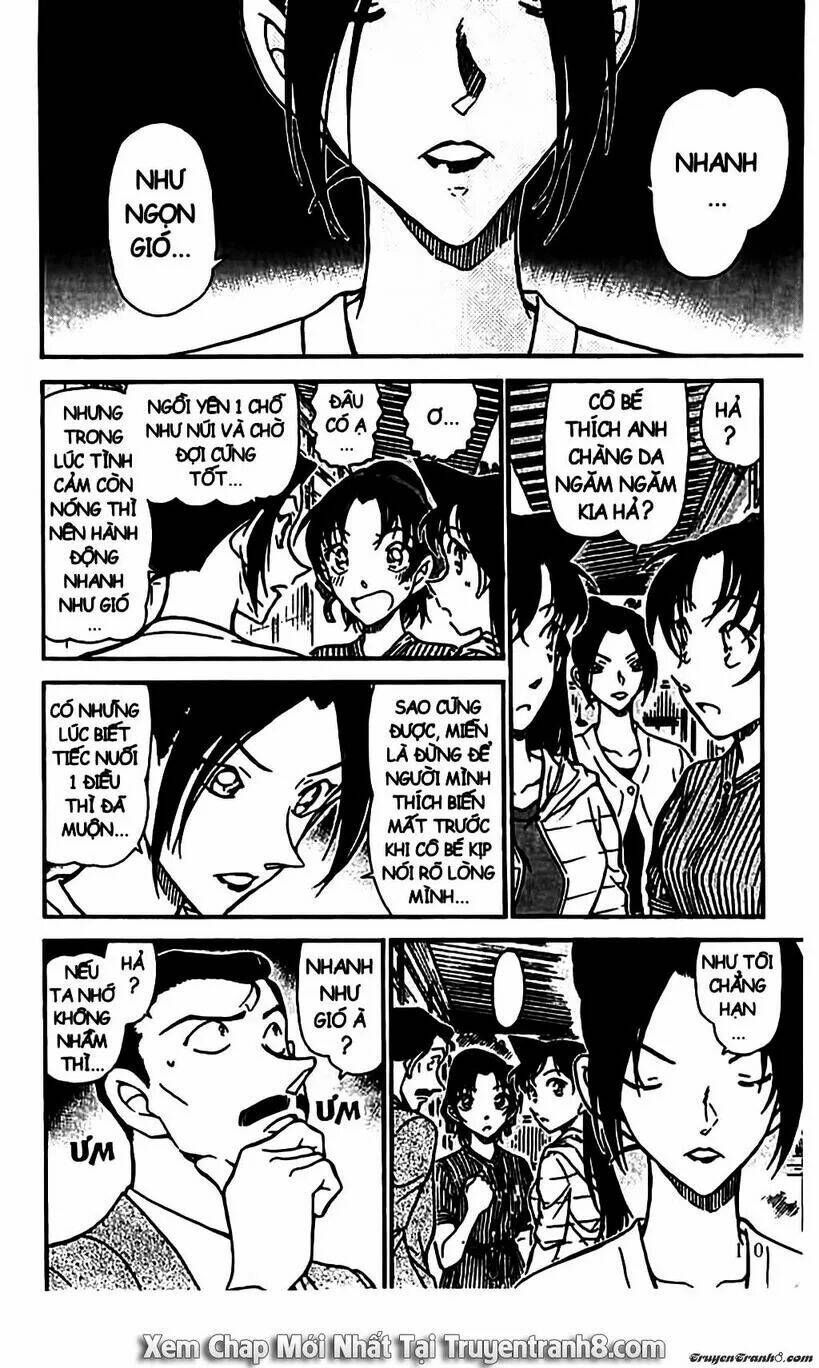 NHANH
...
NHƯ
NGỌN
GIÓ...
HẢ
?
CÔ BÉ
THÍCH ANH
CHÀNG DA
NGĂM NGĂM
KIA HẢ?
Ơ...
ĐÂU
CÓ Ạ
...
NGỒI YÊN 1 CHỖ
NHƯ NÚI VÀ CHỜ
ĐỢI CŨNG
TỐT...
NHƯNG
TRONG
LÚC TÌNH
CẢM CÒN
NÓNG THÌ
NÊN HÀNH
ĐỘNG
NHANH
NHƯ GIÓ
...
SAO CŨNG
ĐƯỢC, MIỄN
LÀ ĐỪNG ĐỂ
NGƯỜI MÌNH
THÍCH BIẾN
MẤT TRƯỚC
KHI CÔ BÉ KỊP
NÓI RÕ LÒNG
MÌNH...
CÓ NHỮNG
LÚC BIẾT
TIẾC NUỐI
1 ĐIỀU
THÌ ĐÃ
MUỘN...
NHƯ TÔI
CHẲNG
HẠN
...
NHANH
NHƯ
GIÓ À
?
HẢ
?
NẾU
TA NHỚ
KHÔNG
NHẦM
THÌ...
ƯM
ƯM
10
Xem Chap Mới Nhất Tại Truyentranh8.com
TruyenTranh8.com